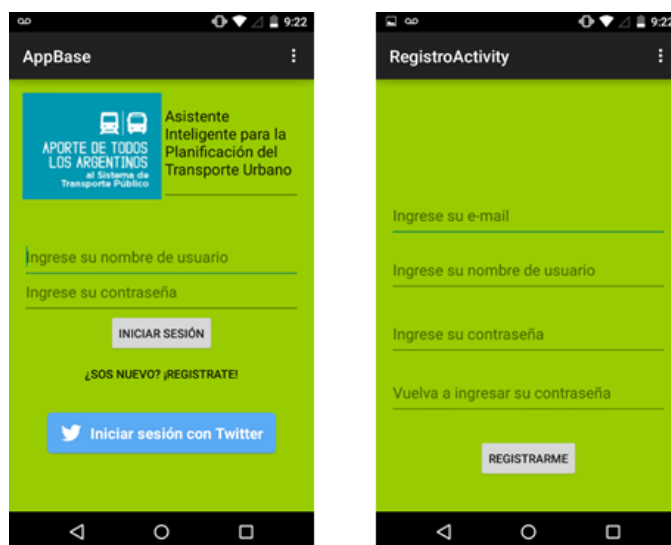 9:22
AppBase
APORTE DE TODOS
LOS ARGENTINOS
al Sistema de
Transporte Público
Asistente
Inteligente para la
Planificación del
Transporte Urbano
Ingrese su nombre de usuario
Ingrese su contraseña
INICIAR SESIÓN
¿SOS NUEVO? ¡REGISTRATE!
Iniciar sesión con Twitter
9:22
RegistroActivity
Ingrese su e-mail
Ingrese su nombre de usuario
Ingrese su contraseña
Vuelva a ingresar su contraseña
REGISTRARME